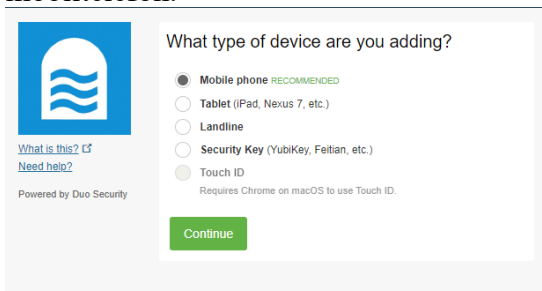 What type of device are you adding?
Mobile phone RECOMMENDED
Tablet (iPad, Nexus 7, etc.)
Landline
Security Key (YubiKey, Feitian, etc.)
Touch ID
Requires Chrome on macOS to use Touch ID.
Continue
What is this?
Need help?
Powered by Duo Security